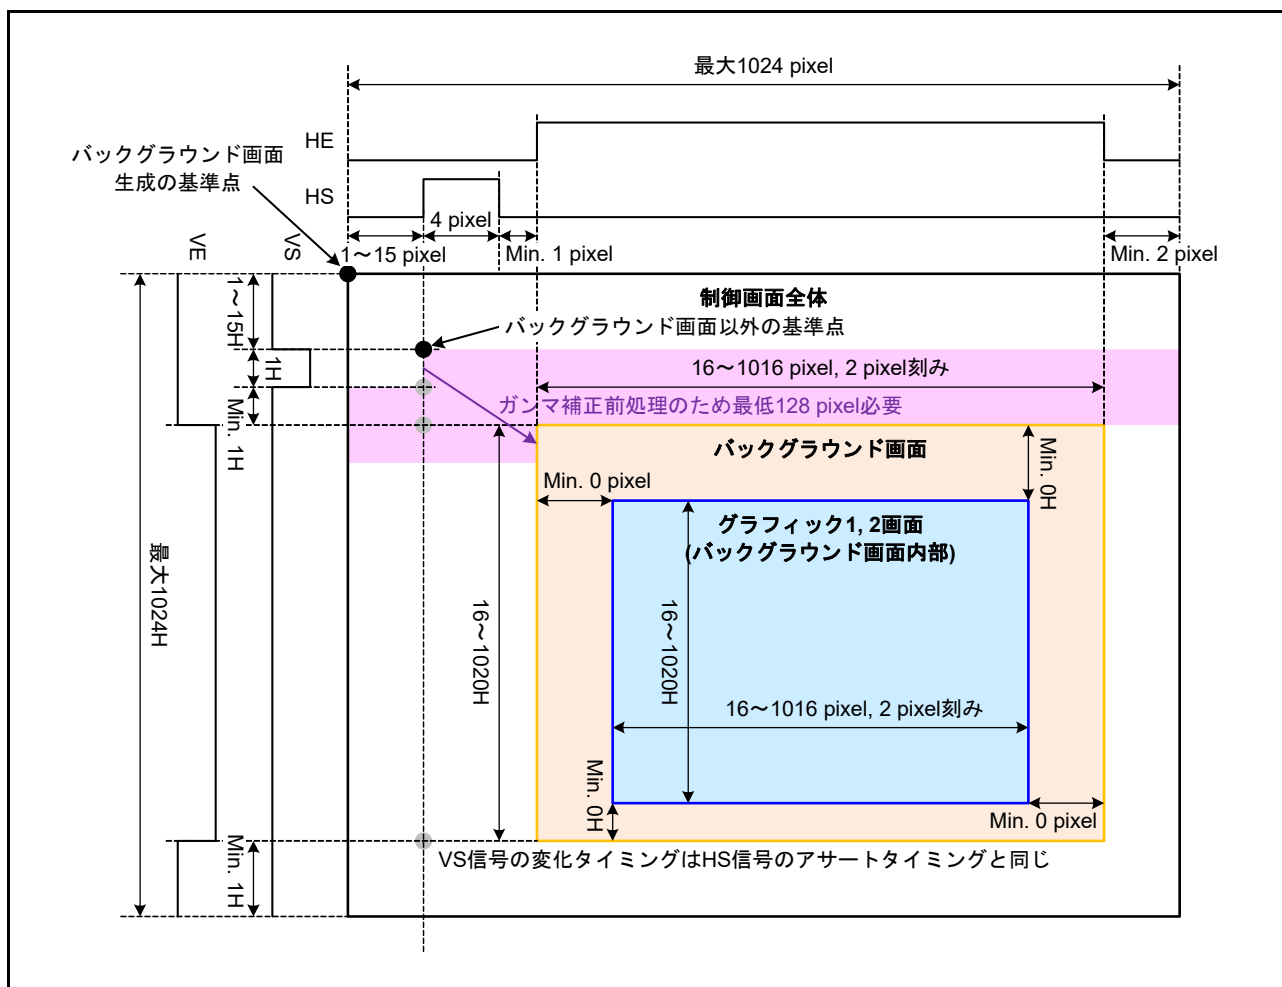 最大1024 pixel
HE
バックグラウンド画面
生成の基準点
HS
4 pixel
VE
VS
1～15 pixel
Min. 1 pixel
Min. 2 pixel
制御画面全体
1～15H
バックグラウンド画面以外の基準点
1H
16～1016 pixel, 2 pixel刻み
ガンマ補正前処理のため最低128 pixel必要
Min. 1H
バックグラウンド画面
Min. 0H
Min. 0 pixel
グラフィック1, 2画面
(バックグラウンド画面内部)
最大1024H
16～1020H
16～1020H
16～1016 pixel, 2 pixel刻み
Min. 0H
Min. 0 pixel
Min. 1H
VS信号の変化タイミングはHS信号のアサートタイミングと同じ